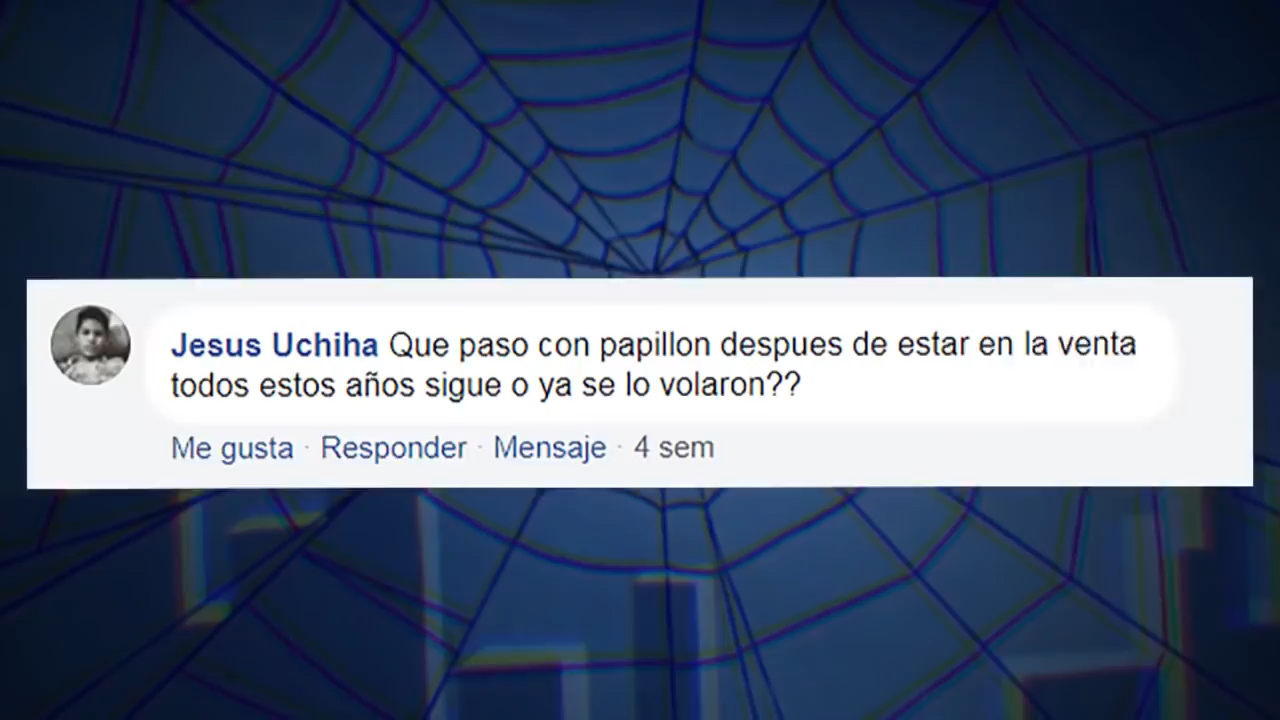 Jesus Uchiha Que paso con papillon despues de estar en la venta
todos estos años sigue o ya se lo volaron??
Me gusta · Responder · Mensaje · 4 sem